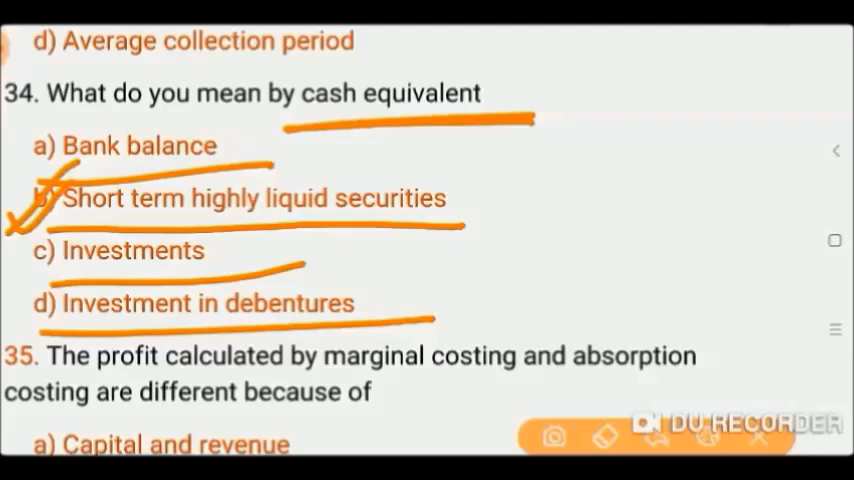 d) Average collection period
34. What do you mean by cash equivalent
a) Bank balance
b) Short term highly liquid securities
c) Investments
d) Investment in debentures
35. The profit calculated by marginal costing and absorption
costing are different because of
DU RECORDER
a) Capital and revenue